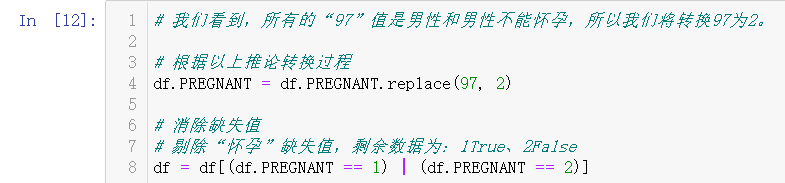 In [12]:
1 # 我们看到，所有的“97”值是男性和男性不能怀孕，所以我们将转换97为2。
2
3 # 根据以上推论转换过程
4 df.PREGNANT = df.PREGNANT.replace(97, 2)
5
6 # 消除缺失值
7 # 剔除“怀孕”缺失值，剩余数据为：1True、2False
8 df = df[(df.PREGNANT == 1) | (df.PREGNANT == 2)]